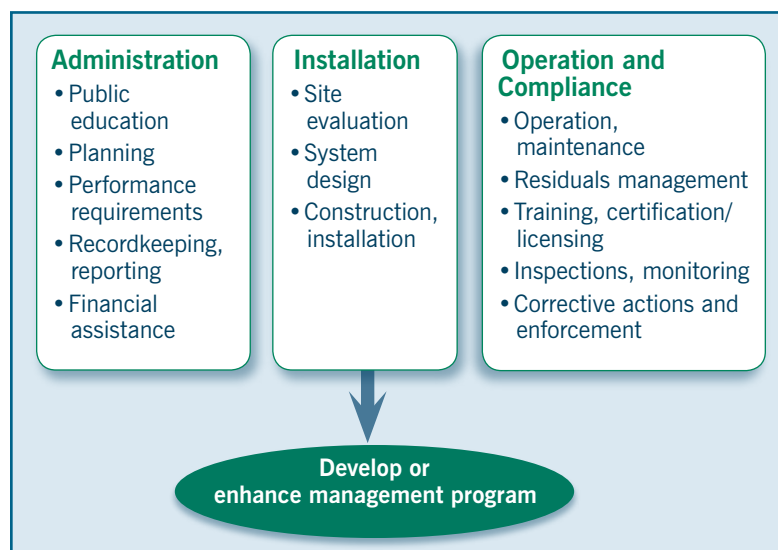 Administration
• Public
education
• Planning
• Performance
requirements
• Recordkeeping,
reporting
• Financial
assistance
Installation
• Site
evaluation
• System
design
• Construction,
installation
Operation and
Compliance
• Operation,
maintenance
• Residuals management
• Training, certification/
licensing
• Inspections, monitoring
• Corrective actions and
enforcement
Develop or
enhance management program